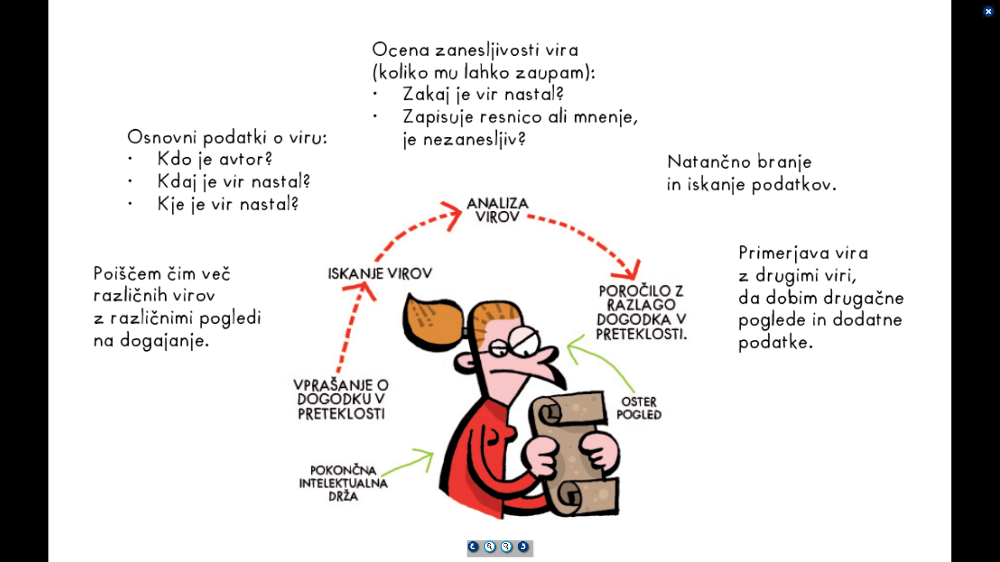 Ocena zanesljivosti vira
(koliko mu lahko zaupam):
• Zakaj je vir nastal?
• Zapisuje resnico ali mnenje,
je nezanesljiv?
Osnovni podatki o viru:
• Kdo je avtor?
• Kdaj je vir nastal?
• Kje je vir nastal?
Natančno branje
in iskanje podatkov.
Poiščem čim več
različnih virov
z različnimi pogledi
na dogajanje.
Primerjava vira
z drugimi viri,
da dobim drugačne
poglede in dodatne
podatke.
VPRAŠANJE O
DOGODKU V
PRETEKLOSTI
ISKANJE VIROV
ANALIZA
VIROV
POROČILO Z
RAZLAGO
DOGODKA V
PRETEKLOSTI.
OSTER
POGLED
POKONČNA
INTELEKTUALNA
DRŽA